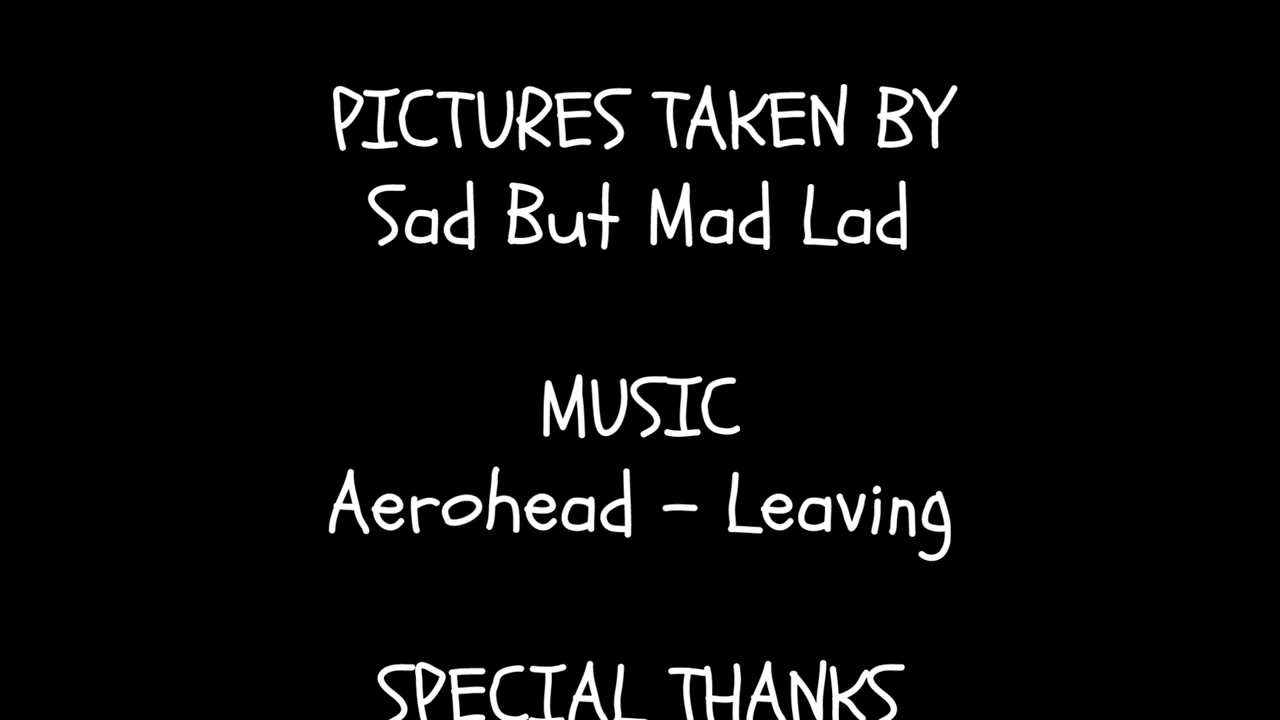 PICTURES TAKEN BY
Sad But Mad Lad
MUSIC
Aerohead - Leaving
SPECIAL THANKS